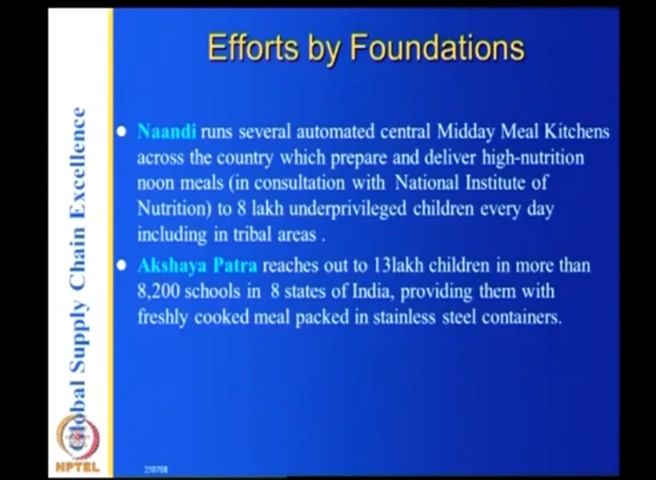 Efforts by Foundations
Naandi runs several automated central Midday Meal Kitchens
across the country which prepare and deliver high-nutrition
noon meals (in consultation with National Institute of
Nutrition) to 8 lakh underprivileged children every day
including in tribal areas .
Akshaya Patra reaches out to 13lakh children in more than
8,200 schools in 8 states of India, providing them with
freshly cooked meal packed in stainless steel containers.
Global Supply Chain Excellence
NPTEL
250708